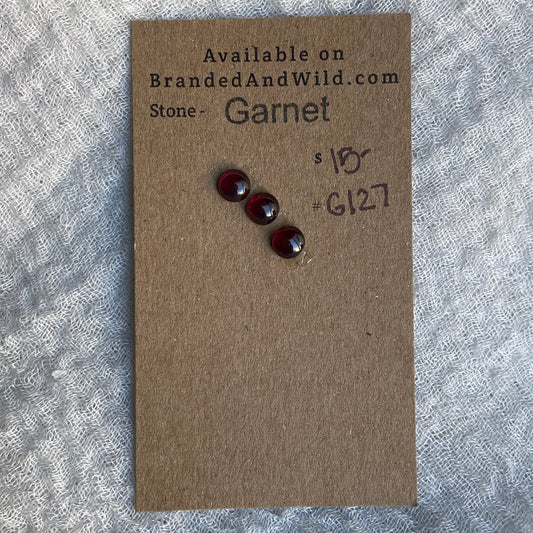 Available on
BrandedAndWild.com
Stone - Garnet
$ 15-
# G127